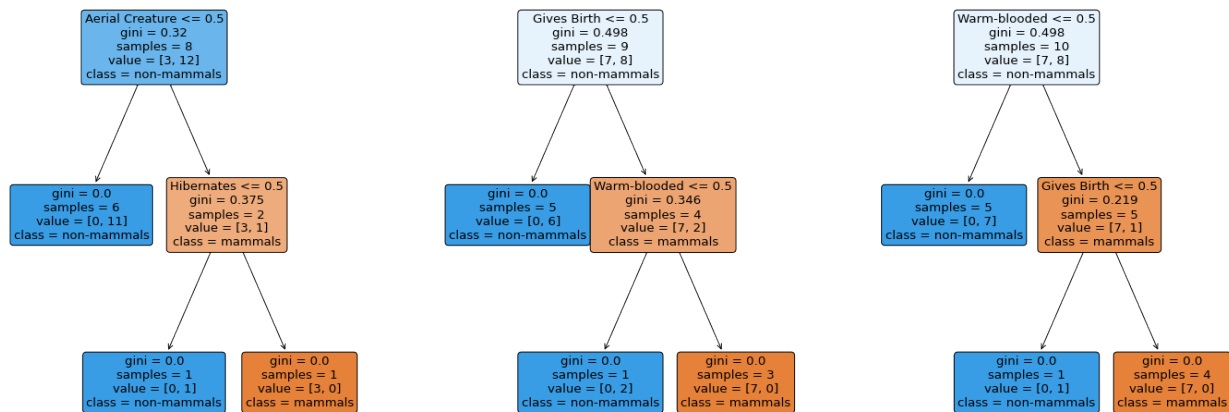 Aerial Creature <= 0.5
gini = 0.32
samples = 8
value = [3, 12]
class = non-mammals
gini = 0.0
samples = 6
value = [0, 11]
class = non-mammals
Hibernates <= 0.5
gini = 0.375
samples = 2
value = [3, 1]
class = mammals
gini = 0.0
samples = 1
value = [0, 1]
class = non-mammals
gini = 0.0
samples = 1
value = [3, 0]
class = mammals
Gives Birth <= 0.5
gini = 0.498
samples = 9
value = [7, 8]
class = non-mammals
gini = 0.0
samples = 5
value = [0, 6]
class = non-mammals
Warm-blooded <= 0.5
gini = 0.346
samples = 4
value = [7, 2]
class = mammals
gini = 0.0
samples = 1
value = [0, 2]
class = non-mammals
gini = 0.0
samples = 3
value = [7, 0]
class = mammals
Warm-blooded <= 0.5
gini = 0.498
samples = 10
value = [7, 8]
class = non-mammals
gini = 0.0
samples = 5
value = [0, 7]
class = non-mammals
Gives Birth <= 0.5
gini = 0.219
samples = 5
value = [7, 1]
class = mammals
gini = 0.0
samples = 1
value = [0, 1]
class = non-mammals
gini = 0.0
samples = 4
value = [7, 0]
class = mammals